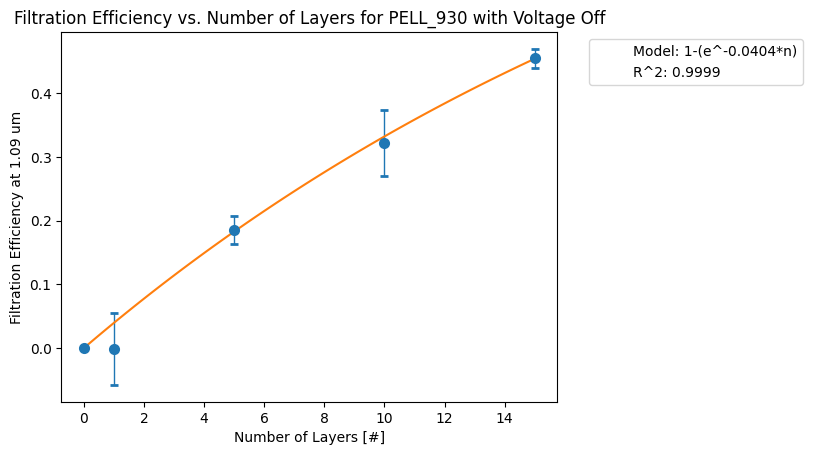 Filtration Efficiency vs. Number of Layers for PELL_930 with Voltage Off
Model: 1-(e^-0.0404*n)
R^2: 0.9999
Filtration Efficiency at 1.09 um
0.4
0.3
0.2
0.1
0.0
0 2 4 6 8 10 12 14
Number of Layers [#]